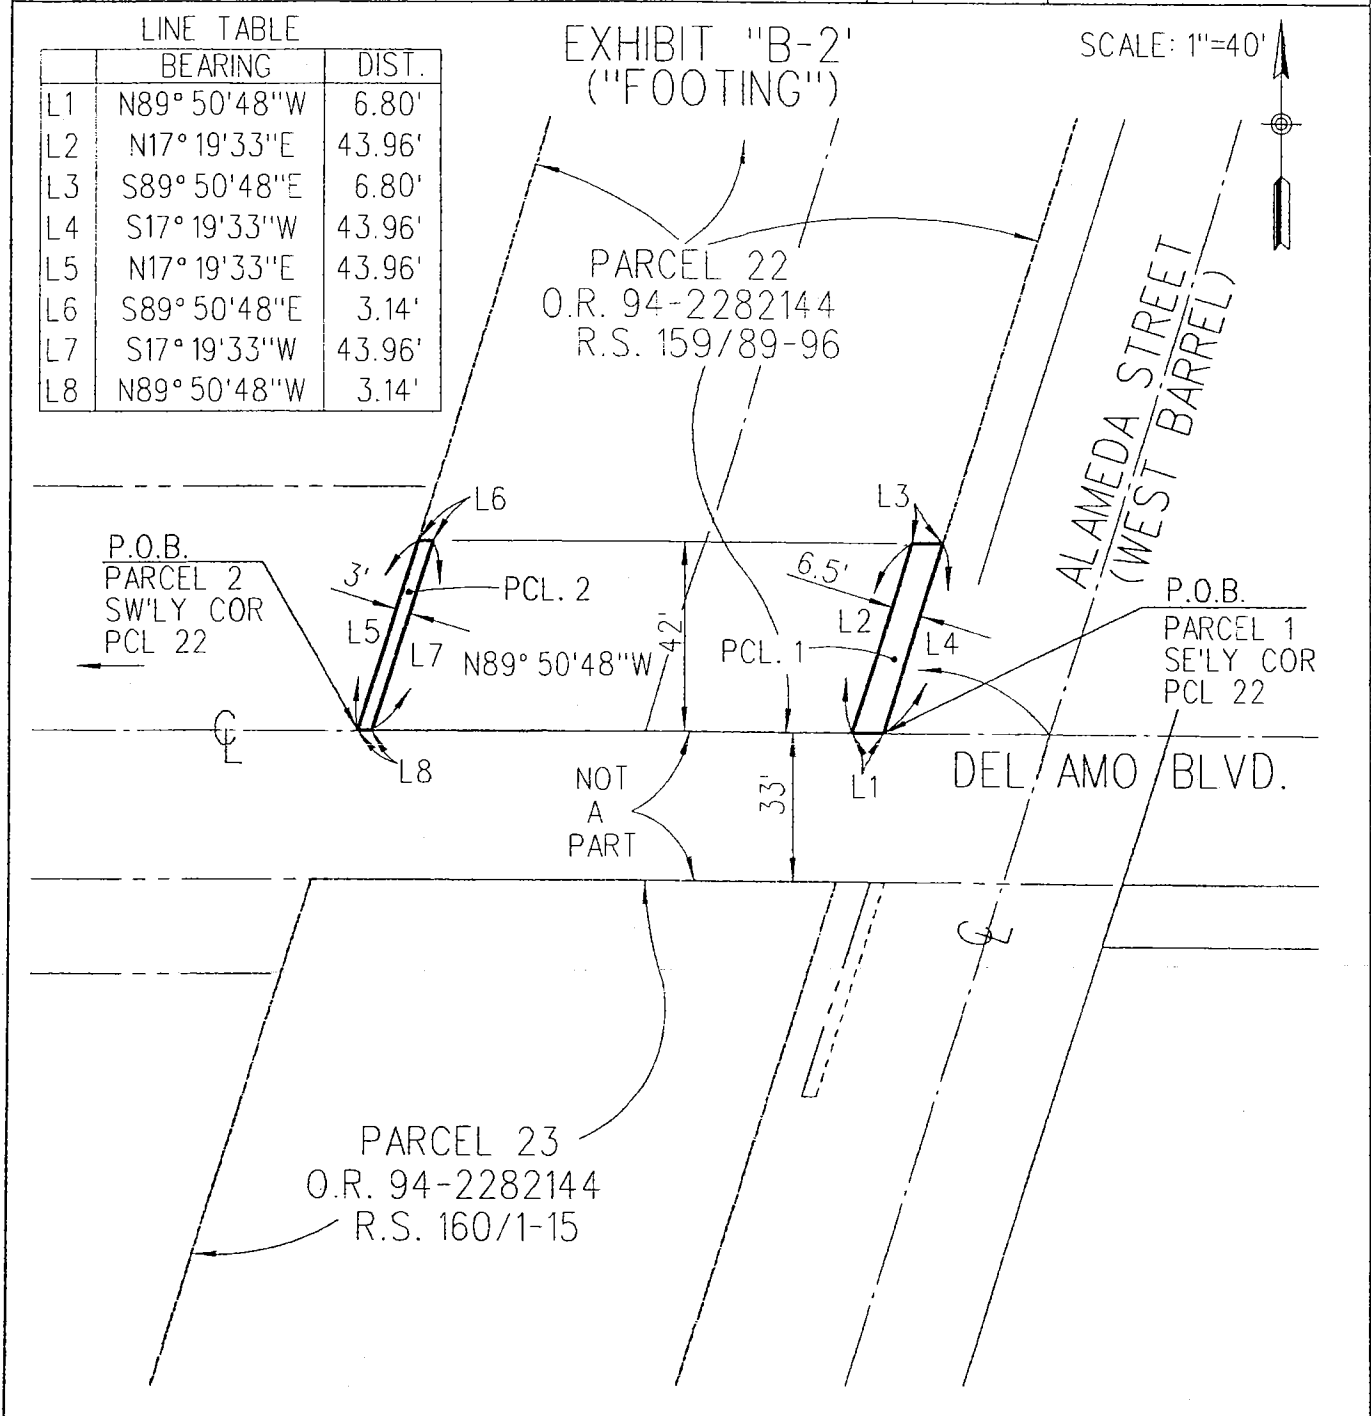 LINE TABLE
BEARING DIST.
L1 N89°50'48"W 6.80'
L2 N17°19'33"E 43.96'
L3 S89°50'48"E 6.80'
L4 S17°19'33"W 43.96'
L5 N17°19'33"E 43.96'
L6 S89°50'48"E 3.14'
L7 S17°19'33"W 43.96'
L8 N89°50'48"W 3.14'
EXHIBIT "B-2'
("FOOTING")
SCALE: 1"=40'
PARCEL 22
O.R. 94-2282144
R.S. 159/89-96
ALAMEDA STREET
(WEST BARREL)
L6
L3
P.O.B.
PARCEL 2
SW'LY COR
PCL 22
3'
PCL. 2
L5
L7
N89°50'48"W
42'
6.5'
L2
L4
PCL. 1
P.O.B.
PARCEL 1
SE'LY COR
PCL 22
CL
L8
L1
NOT
A
PART
33'
DEL AMO BLVD.
CL
PARCEL 23
O.R. 94-2282144
R.S. 160/1-15